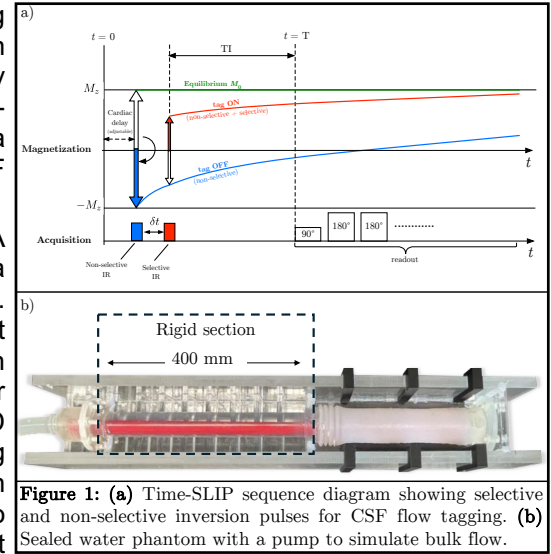 a)
t = 0
t = T
TI
M_z
Equilibrium M_0
Cardiac
delay
(adjustable)
tag ON
(non-selective + selective)
Magnetization
t
tag OFF
(non-selective)
−M_z
δt
Acquisition
90°
180°
180°
t
Non-selective
IR
Selective
IR
readout
b)
Rigid section
400 mm
Figure 1: (a) Time-SLIP sequence diagram showing selective
and non-selective inversion pulses for CSF flow tagging. (b)
Sealed water phantom with a pump to simulate bulk flow.